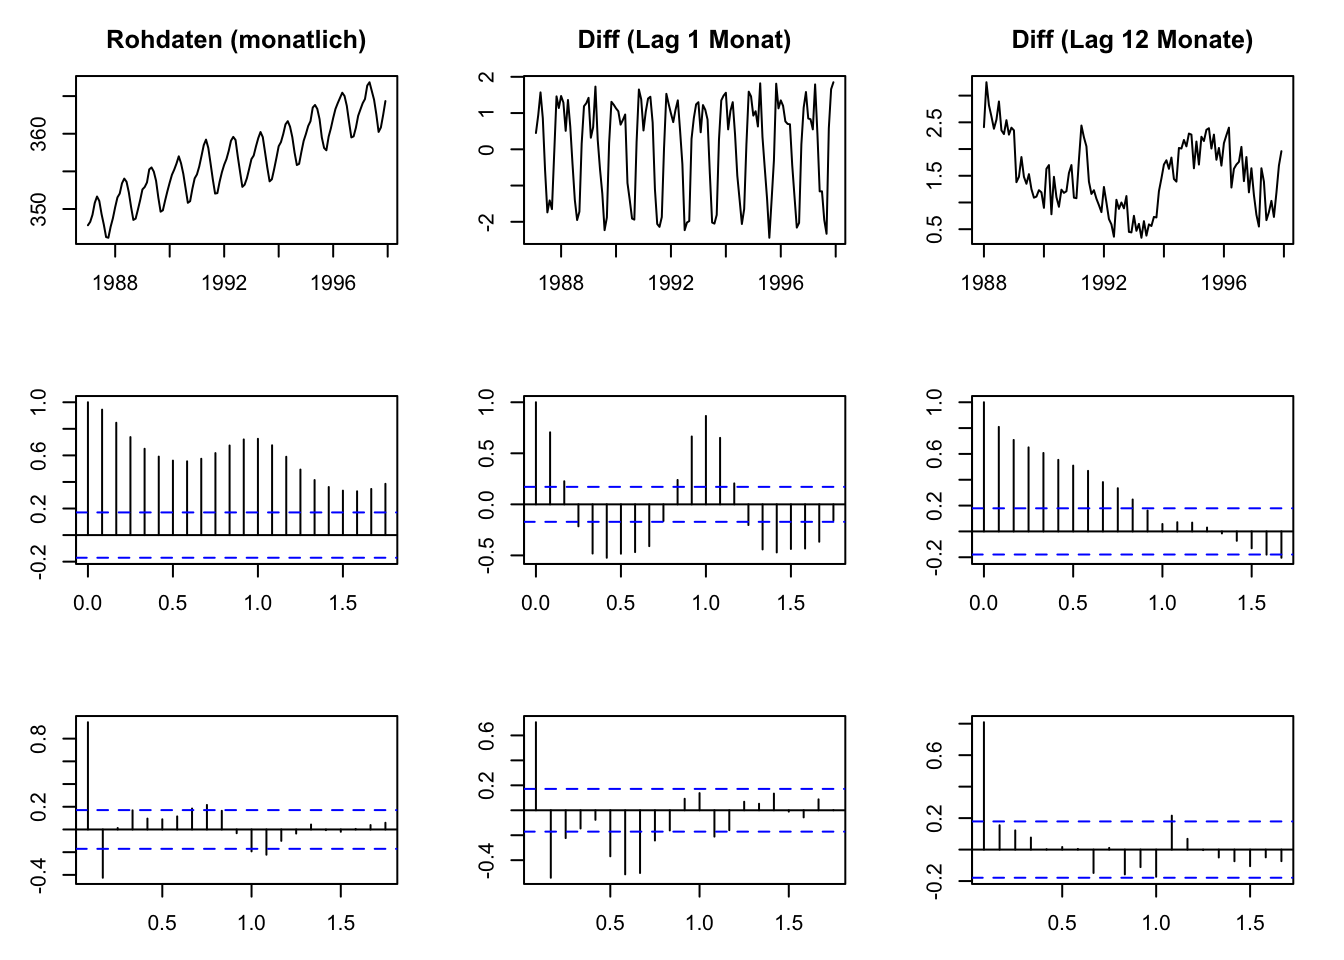 Rohdaten (monatlich)
Diff (Lag 1 Monat)
Diff (Lag 12 Monate)
350 360
1988 1992 1996
-2 0 1 2
1988 1992 1996
0.5 1.5 2.5
1988 1992 1996
-0.2 0.2 0.6 1.0
0.0 0.5 1.0 1.5
-0.5 0.0 0.5 1.0
0.0 0.5 1.0 1.5
-0.2 0.2 0.6 1.0
0.0 0.5 1.0 1.5
-0.4 0.2 0.8
0.5 1.0 1.5
-0.4 0.2 0.6
0.5 1.0 1.5
-0.2 0.2 0.6
0.5 1.0 1.5